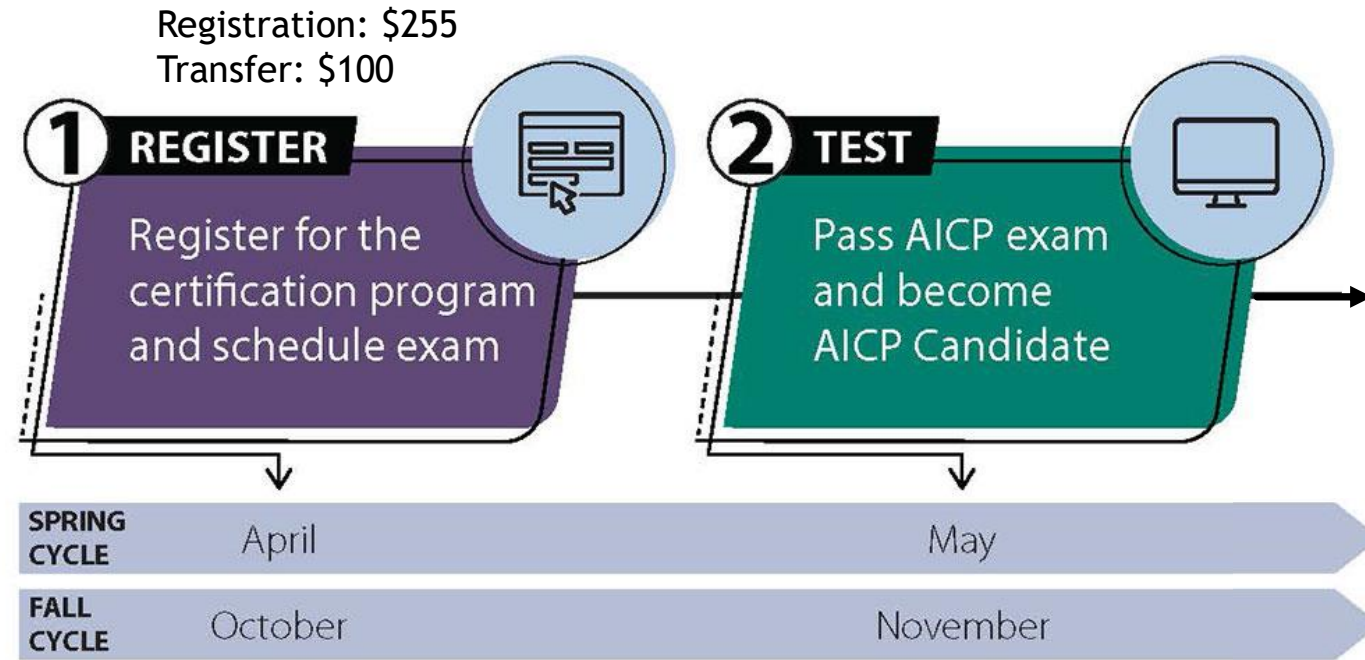 Registration: $255
Transfer: $100
1 REGISTER
Register for the
certification program
and schedule exam
2 TEST
Pass AICP exam
and become
AICP Candidate
SPRING
CYCLE
April
May
FALL
CYCLE
October
November